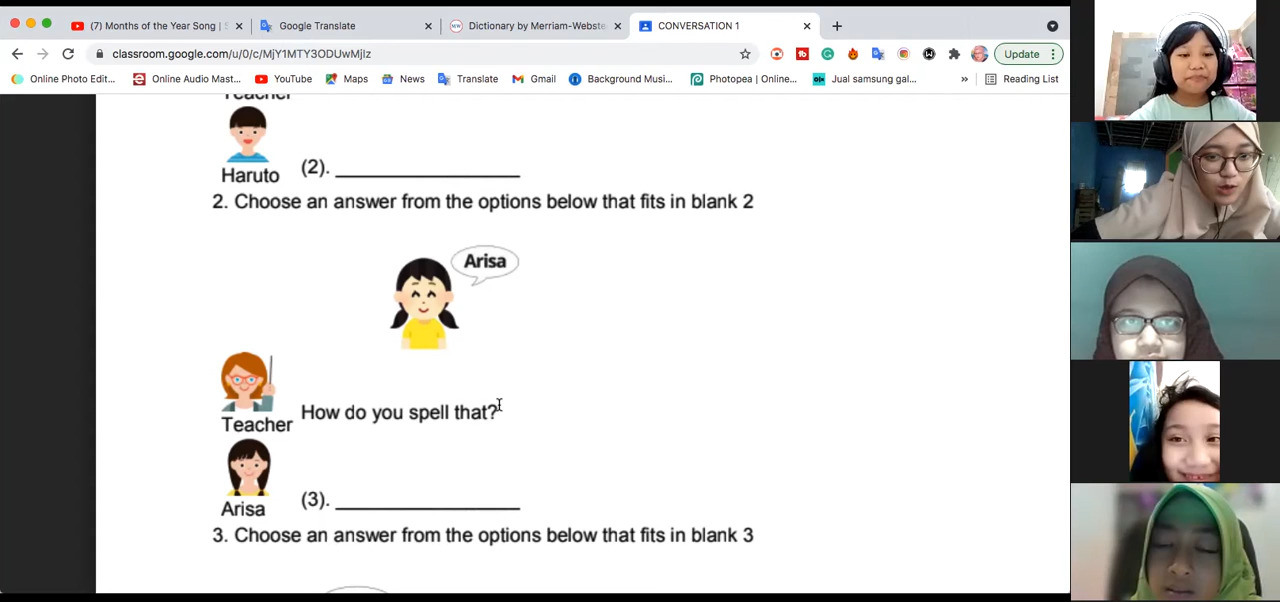 (7) Months of the Year Song | S
Google Translate
Dictionary by Merriam-Webste
CONVERSATION 1
classroom.google.com/u/0/c/MjY1MTY3ODUwMjIz
Update
Online Photo Edit...
Online Audio Mast...
YouTube
Maps
News
Translate
Gmail
Background Musi...
Photopea | Online...
Jual samsung gal...
»
Reading List
Teacher
(2). _______________
Haruto
2. Choose an answer from the options below that fits in blank 2
Arisa
How do you spell that?
Teacher
(3). _______________
Arisa
3. Choose an answer from the options below that fits in blank 3